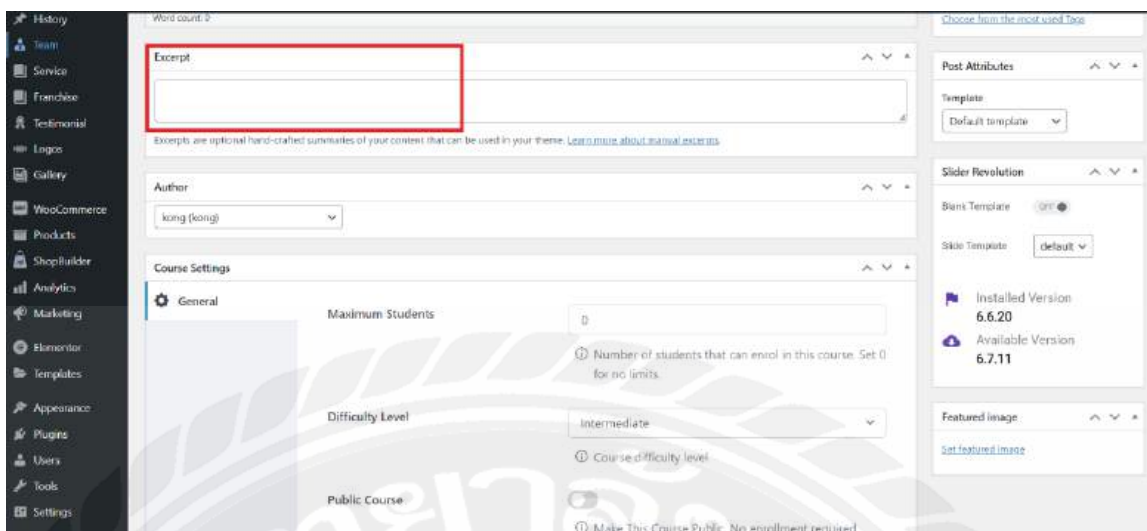 History
Team
Service
Franchise
Testimonial
Logos
Gallery
WooCommerce
Products
ShopBuilder
Analytics
Marketing
Elementor
Templates
Appearance
Plugins
Users
Tools
Settings
Word count: 0
Excerpt
Excerpts are optional hand-crafted summaries of your content that can be used in your theme. Learn more about manual excerpts.
Author
kong (kong)
Course Settings
General
Maximum Students
0
Number of students that can enrol in this course. Set 0
for no limits.
Difficulty Level
Intermediate
Course difficulty level
Public Course
Make This Course Public. No enrollment required.
Choose from the most used Tags
Post Attributes
Template
Default template
Slider Revolution
Blank Template
OFF
Slide Template
default
Installed Version
6.6.20
Available Version
6.7.11
Featured image
Set featured image